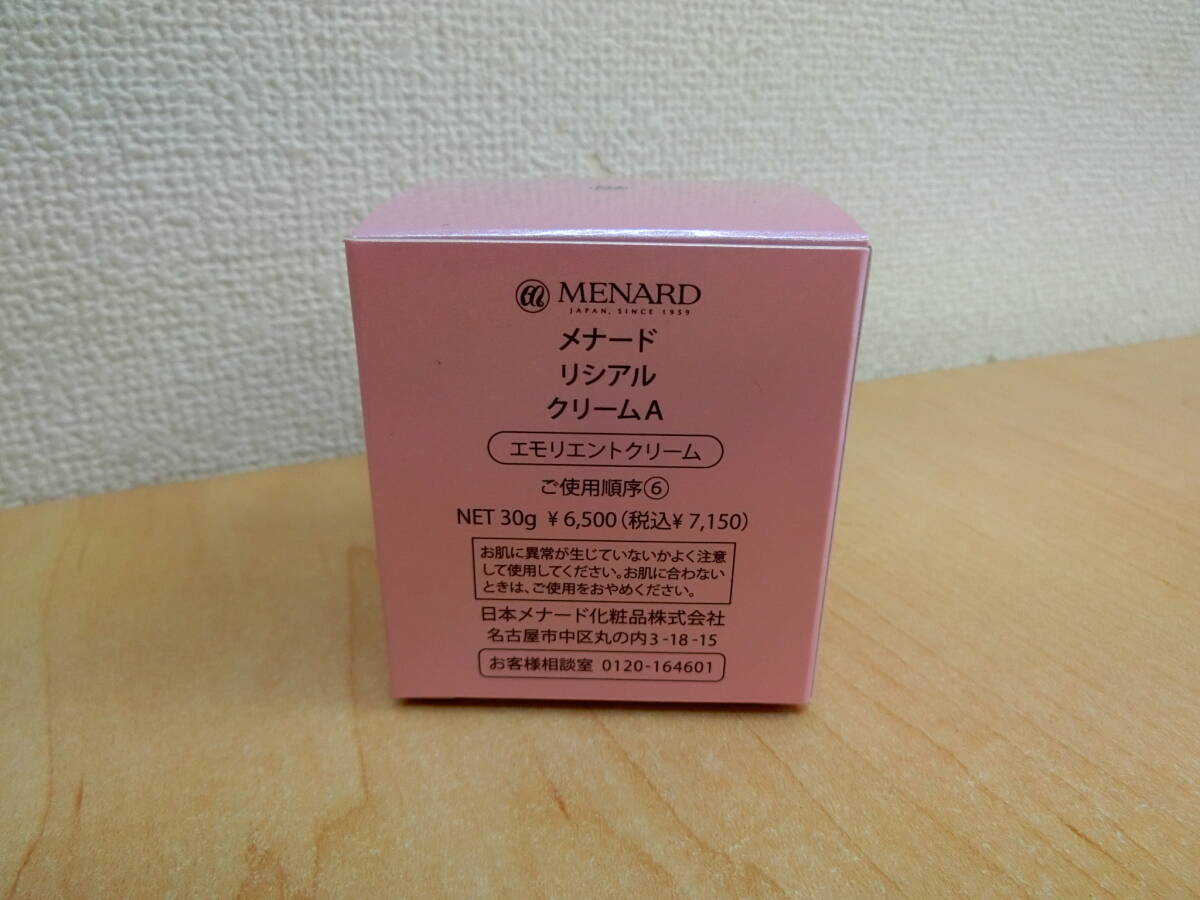 MENARD
JAPAN, SINCE 1959
メナード
リシアル
クリームA
エモリエントクリーム
ご使用順序⑥
NET 30g ¥6,500(税込¥7,150)
お肌に異常が生じていないかよく注意
して使用してください。お肌に合わない
ときは、ご使用をおやめください。
日本メナード化粧品株式会社
名古屋市中区丸の内3-18-15
お客様相談室 0120-164601